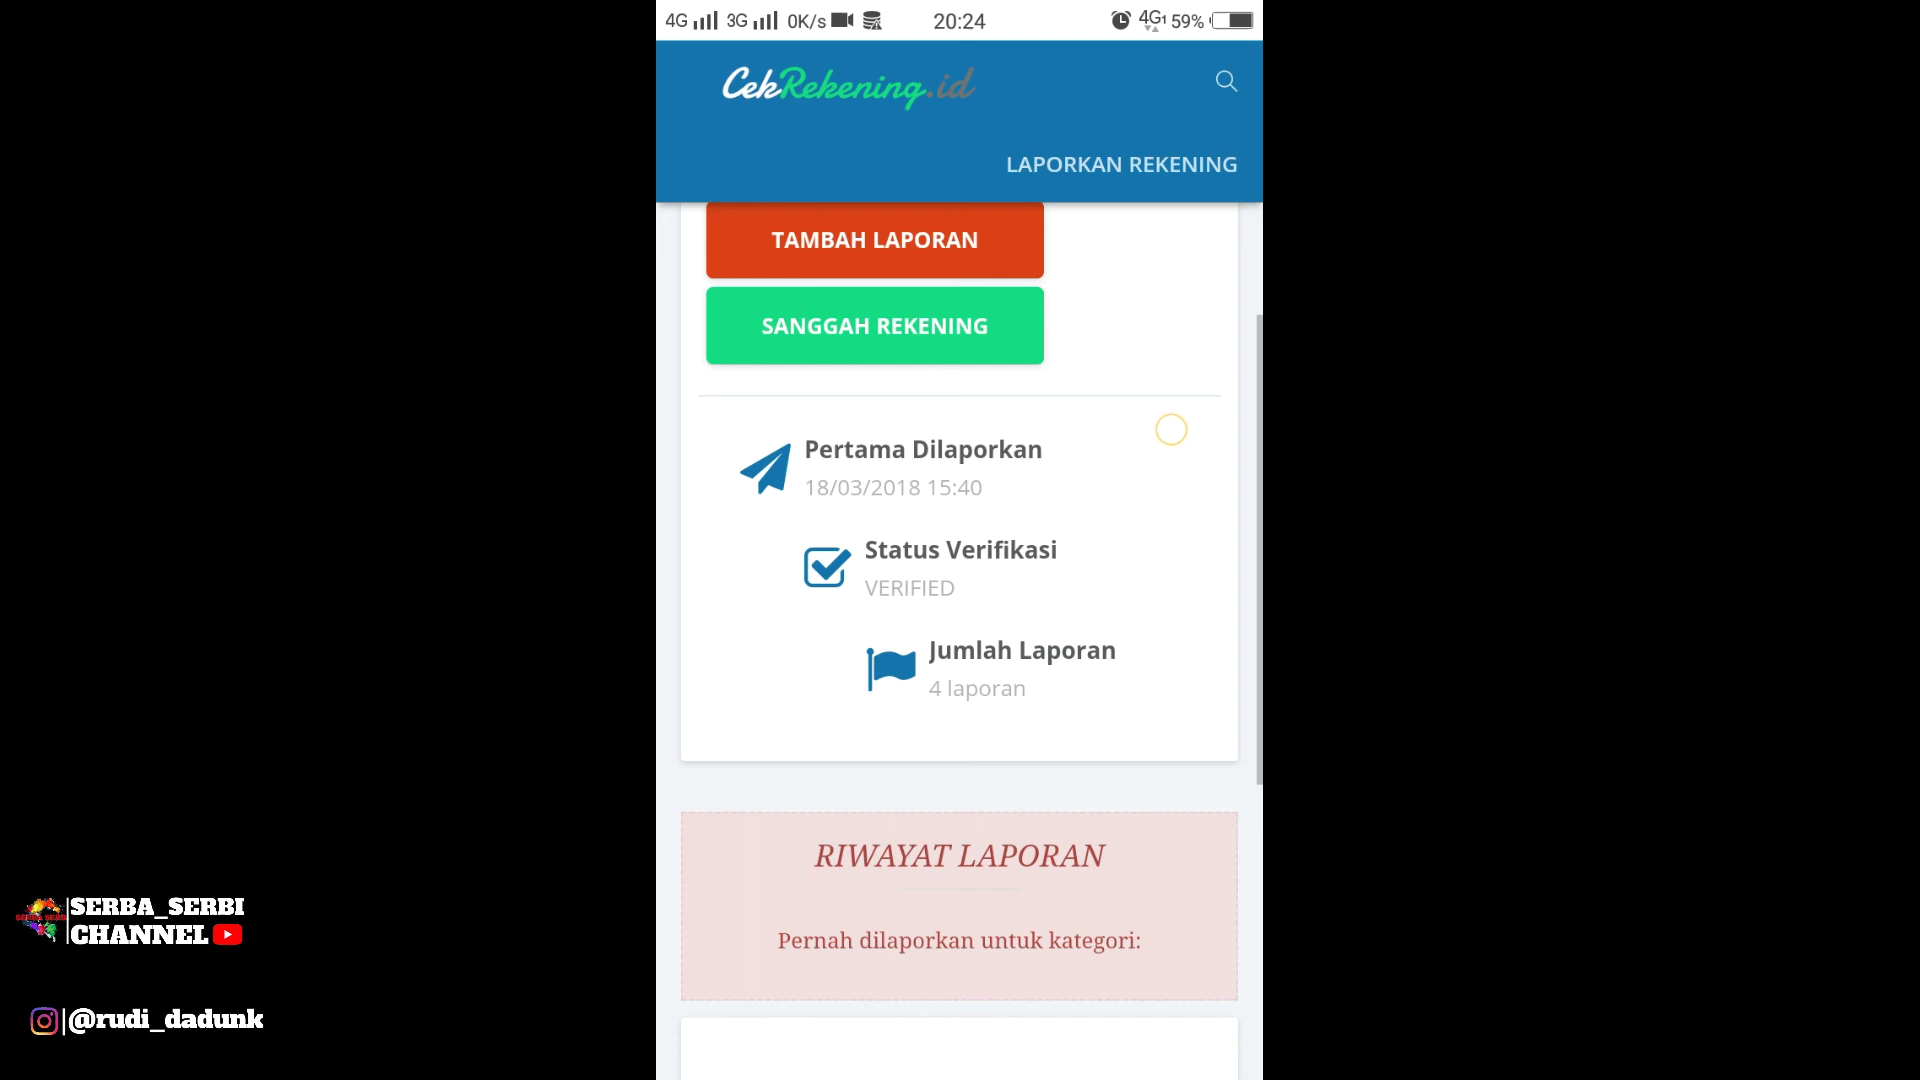 4G 3G 0K/s 20:24 4G1 59%
CekRekening.id
LAPORKAN REKENING
TAMBAH LAPORAN
SANGGAH REKENING
Pertama Dilaporkan
18/03/2018 15:40
Status Verifikasi
VERIFIED
Jumlah Laporan
4 laporan
RIWAYAT LAPORAN
Pernah dilaporkan untuk kategori:
SERBA_SERBI
CHANNEL
@rudi_dadunk